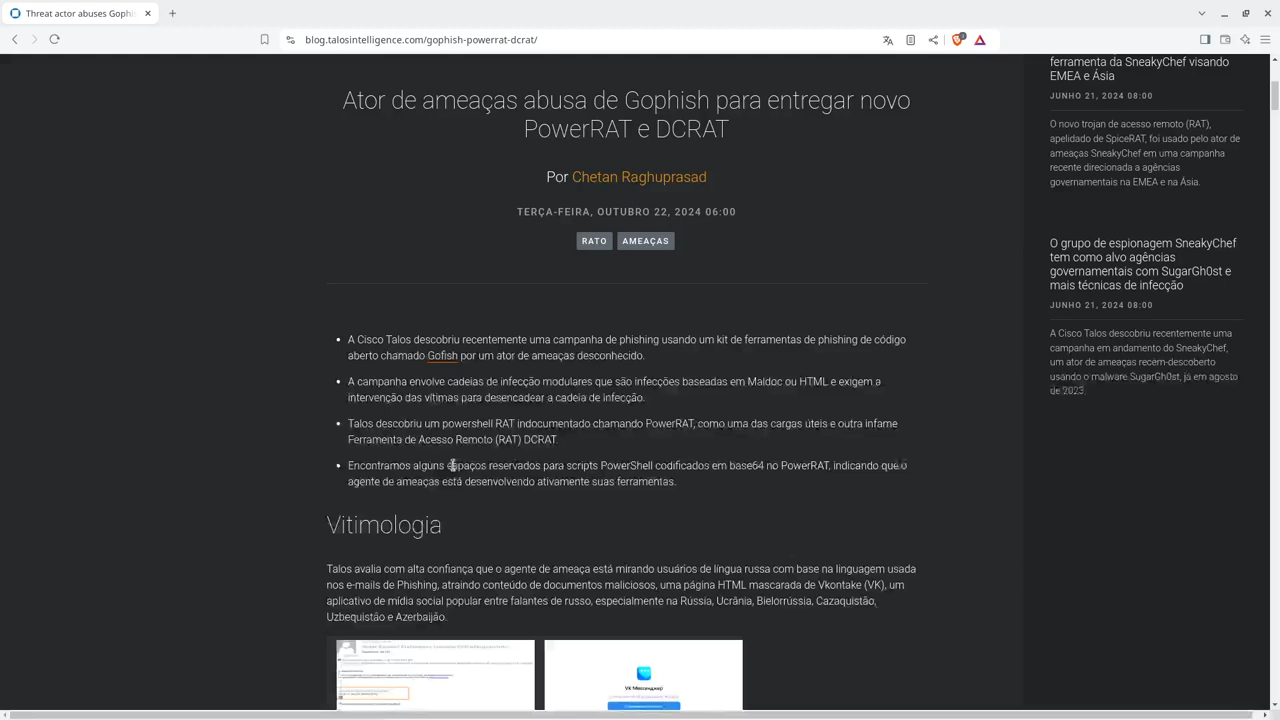 Threat actor abuses Gophi
blog.talosintelligence.com/gophish-powerrat-dcrat/
Ator de ameaças abusa de Gophish para entregar novo
PowerRAT e DCRAT
Por Chetan Raghuprasad
TERÇA-FEIRA, OUTUBRO 22, 2024 06:00
RATO AMEAÇAS
A Cisco Talos descobriu recentemente uma campanha de phishing usando um kit de ferramentas de phishing de código
aberto chamado Gofish por um ator de ameaças desconhecido.
A campanha envolve cadeias de infecção modulares que são infecções baseadas em Maldoc ou HTML e exigem a
intervenção das vítimas para desencadear a cadeia de infecção.
Talos descobriu um powershell RAT indocumentado chamando PowerRAT, como uma das cargas úteis e outra infame
Ferramenta de Acesso Remoto (RAT) DCRAT.
Encontramos alguns espaços reservados para scripts PowerShell codificados em base64 no PowerRAT, indicando que o
agente de ameaças está desenvolvendo ativamente suas ferramentas.
Vitimologia
Talos avalia com alta confiança que o agente de ameaça está mirando usuários de língua russa com base na linguagem usada
nos e-mails de Phishing, atraindo conteúdo de documentos maliciosos, uma página HTML mascarada de Vkontake (VK), um
aplicativo de mídia social popular entre falantes de russo, especialmente na Rússia, Ucrânia, Bielorrússia, Cazaquistão,
Uzbequistão e Azerbaijão.
VK Мессенджер
ferramenta da SneakyChef visando
EMEA e Ásia
JUNHO 21, 2024 08:00
O novo trojan de acesso remoto (RAT),
apelidado de SpiceRAT, foi usado pelo ator de
ameaças SneakyChef em uma campanha
recente direcionada a agências
governamentais na EMEA e na Ásia.
O grupo de espionagem SneakyChef
tem como alvo agências
governamentais com SugarGh0st e
mais técnicas de infecção
JUNHO 21, 2024 08:00
A Cisco Talos descobriu recentemente uma
campanha em andamento do SneakyChef,
um ator de ameaças recém-descoberto
usando o malware SugarGh0st, já em agosto
de 2023.